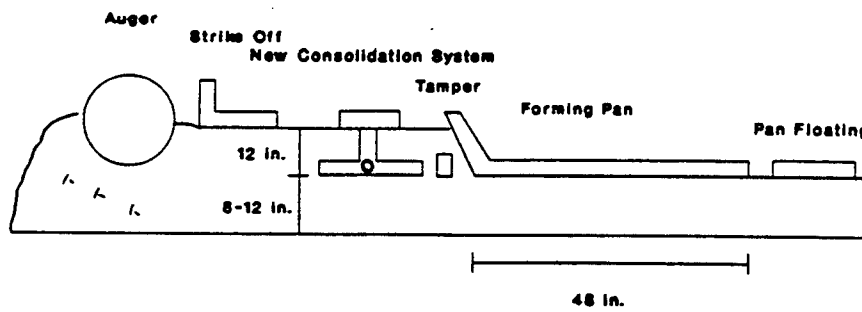 Auger
Strike Off
New Consolidation System
Tamper
Forming Pan
Pan Floating
12 in.
8-12 in.
48 in.